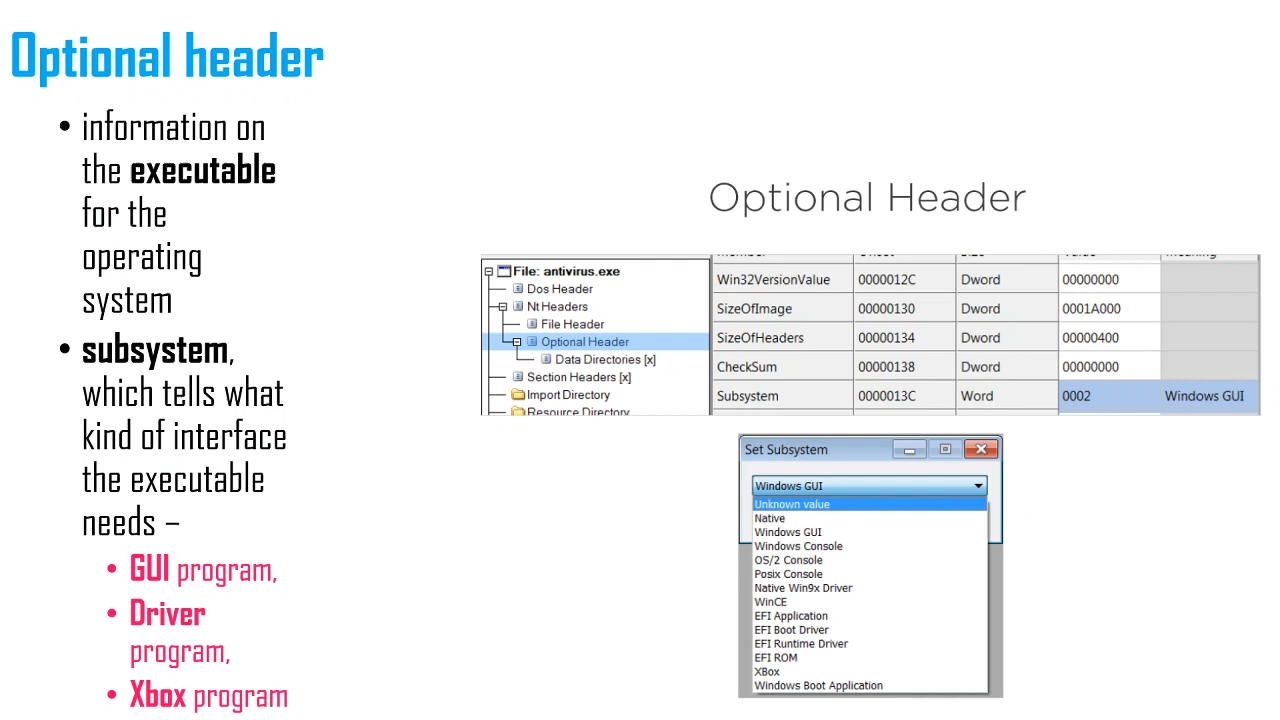 Optional header
• information on
the executable
for the
operating
system
• subsystem,
which tells what
kind of interface
the executable
needs –
• GUI program,
• Driver
program,
• Xbox program
Optional Header
File: antivirus.exe
Dos Header
Nt Headers
File Header
Optional Header
Data Directories [x]
Section Headers [x]
Import Directory
Resource Directory
Member Offset Size Value Meaning
Win32VersionValue 0000012C Dword 00000000
SizeOfImage 00000130 Dword 0001A000
SizeOfHeaders 00000134 Dword 00000400
CheckSum 00000138 Dword 00000000
Subsystem 0000013C Word 0002 Windows GUI
Set Subsystem
Windows GUI
Unknown value
Native
Windows GUI
Windows Console
OS/2 Console
Posix Console
Native Win9x Driver
WinCE
EFI Application
EFI Boot Driver
EFI Runtime Driver
EFI ROM
XBox
Windows Boot Application